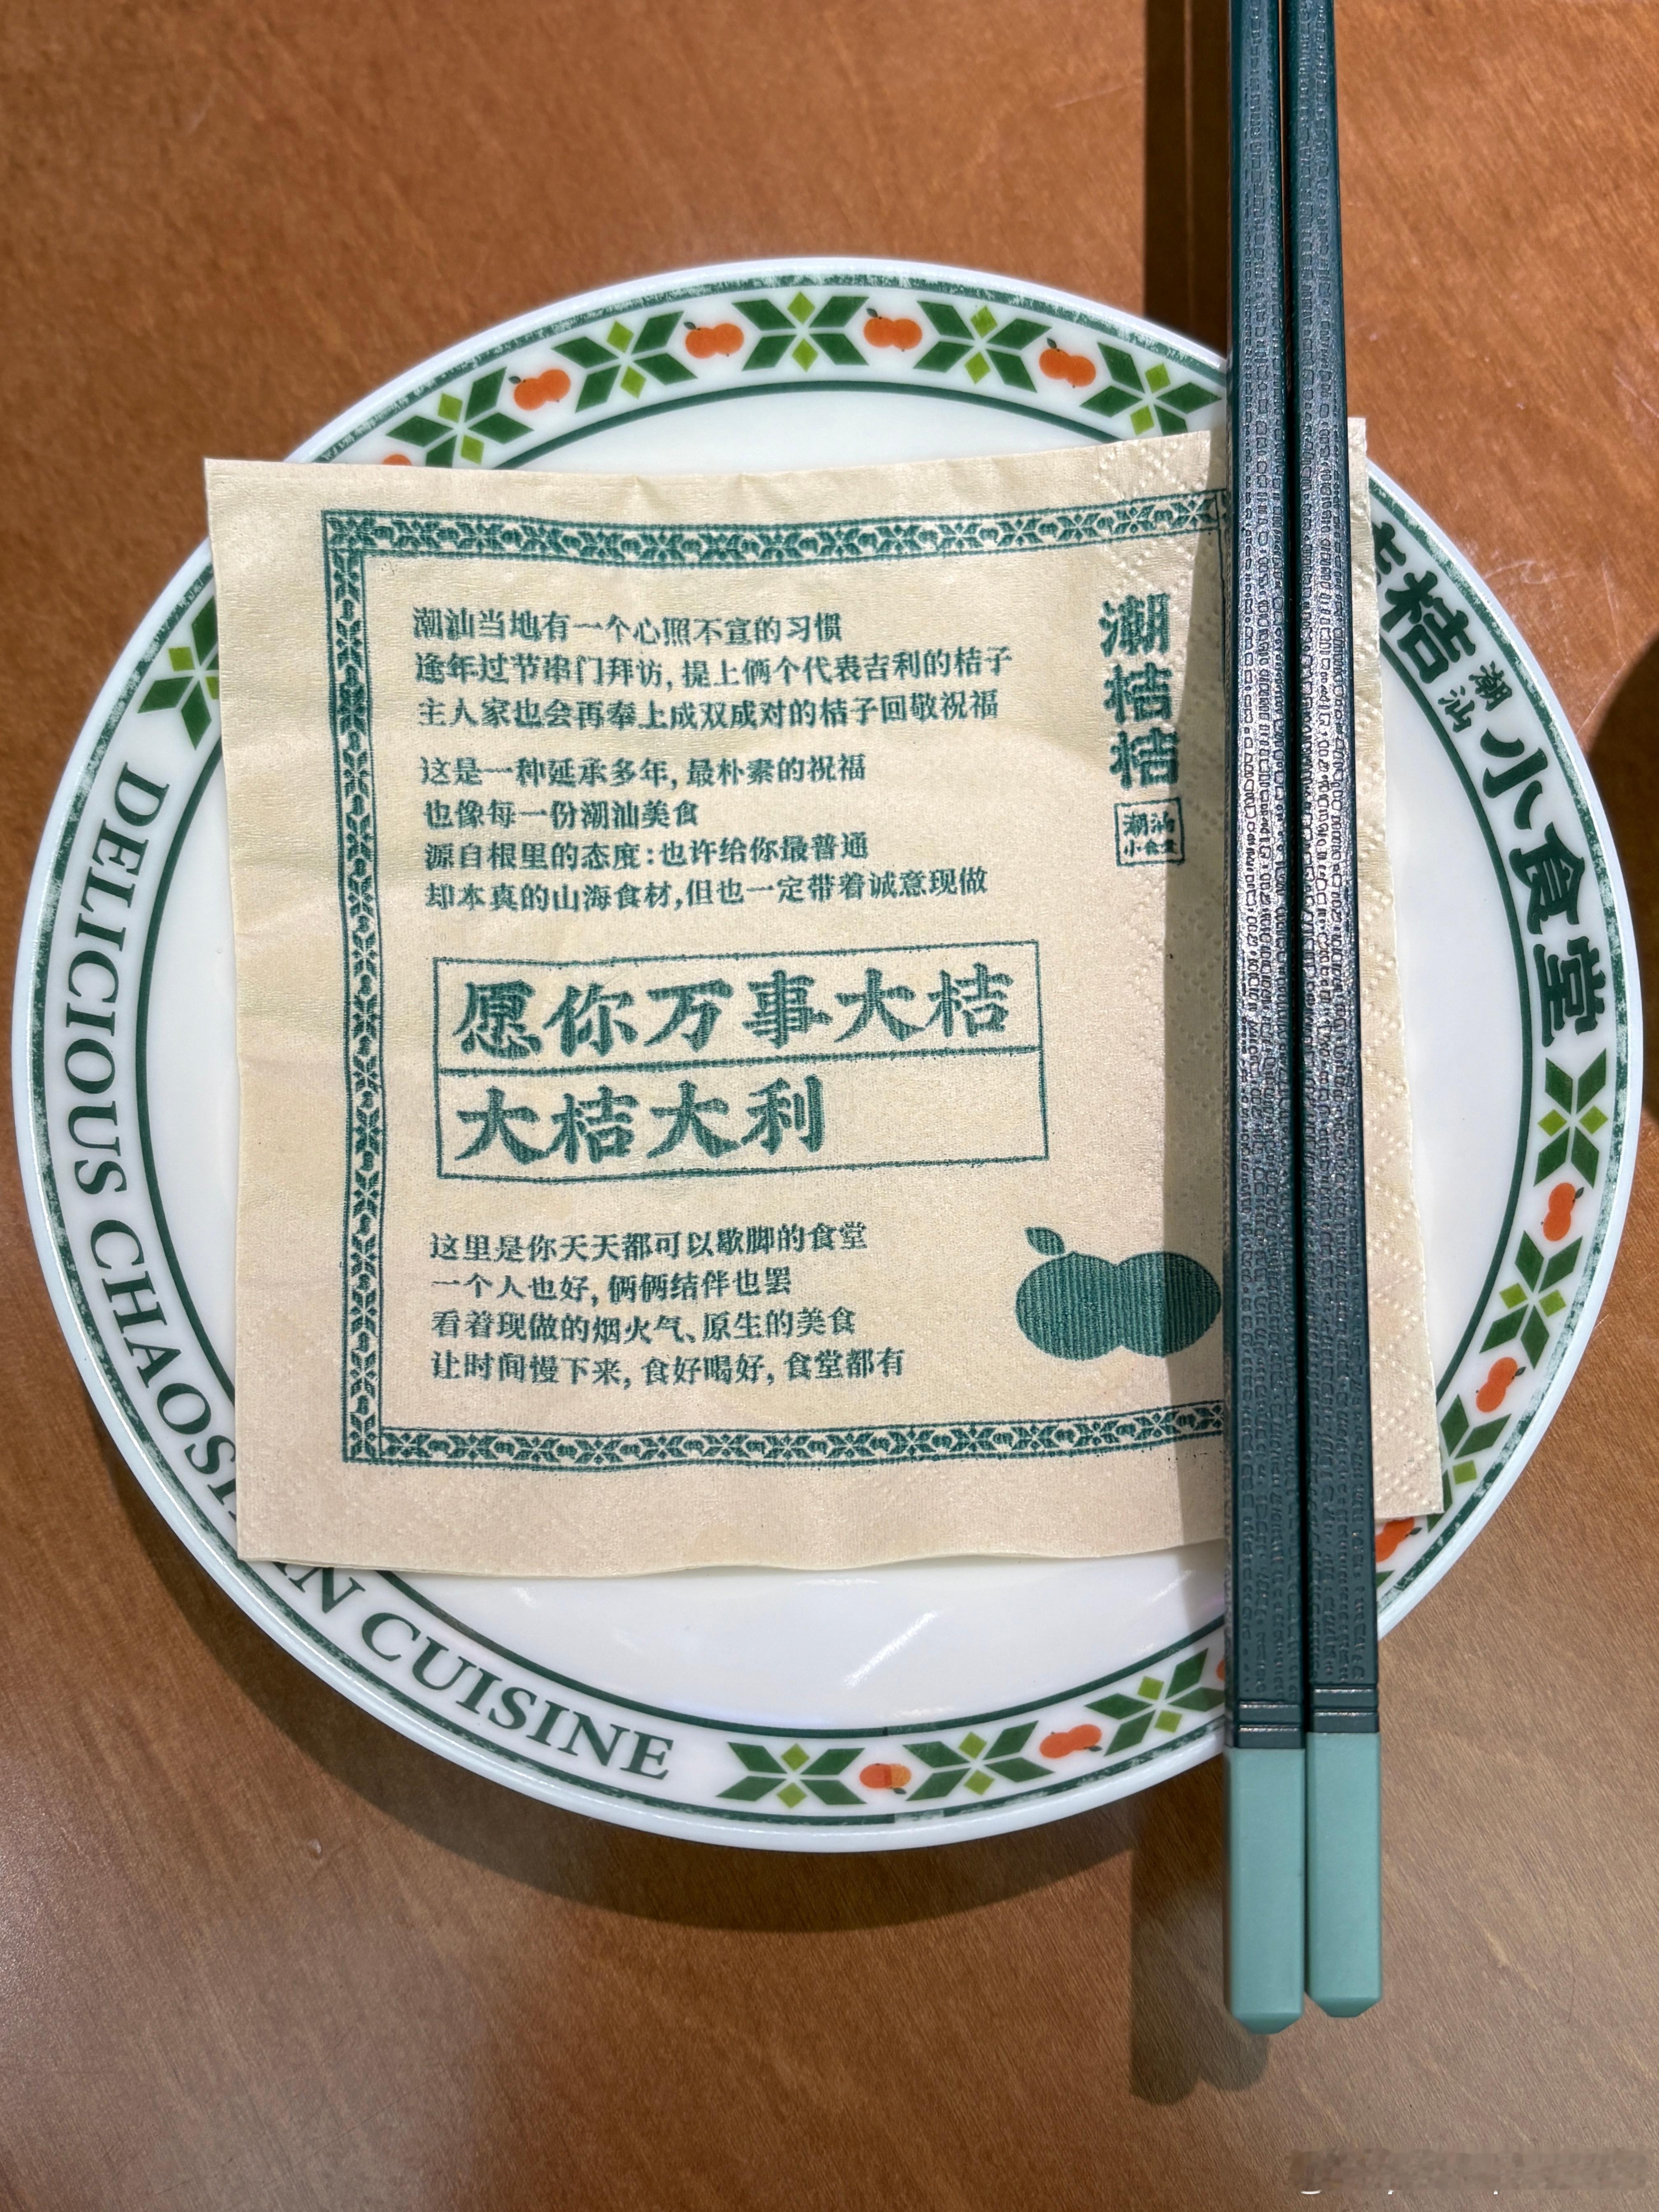 潮汕当地有一个心照不宣的习惯
逢年过节串门拜访,提上俩个代表吉利的桔子
主人家也会再奉上成双成对的桔子回敬祝福
这是一种延承多年,最朴素的祝福
也像每一份潮汕美食
源自根里的态度:也许给你最普通
却本真的山海食材,但也一定带着诚意现做
愿你万事大桔
大桔大利
这里是你天天都可以歇脚的食堂
一个人也好,俩俩结伴也罢
看着现做的烟火气、原生的美食
让时间慢下来,食好喝好,食堂都有
潮桔桔
潮汕
小食堂
桔 潮汕 小食堂
DELICIOUS CHAOS
N CUISINE